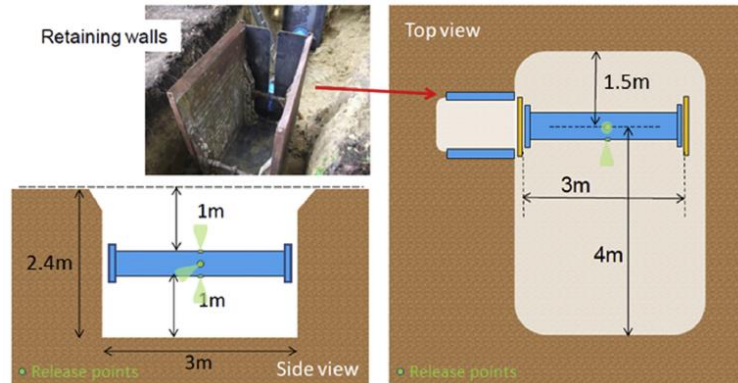 Retaining walls
Top view
1.5m
3m
4m
Release points
1m
2.4m
1m
3m
Release points
Side view